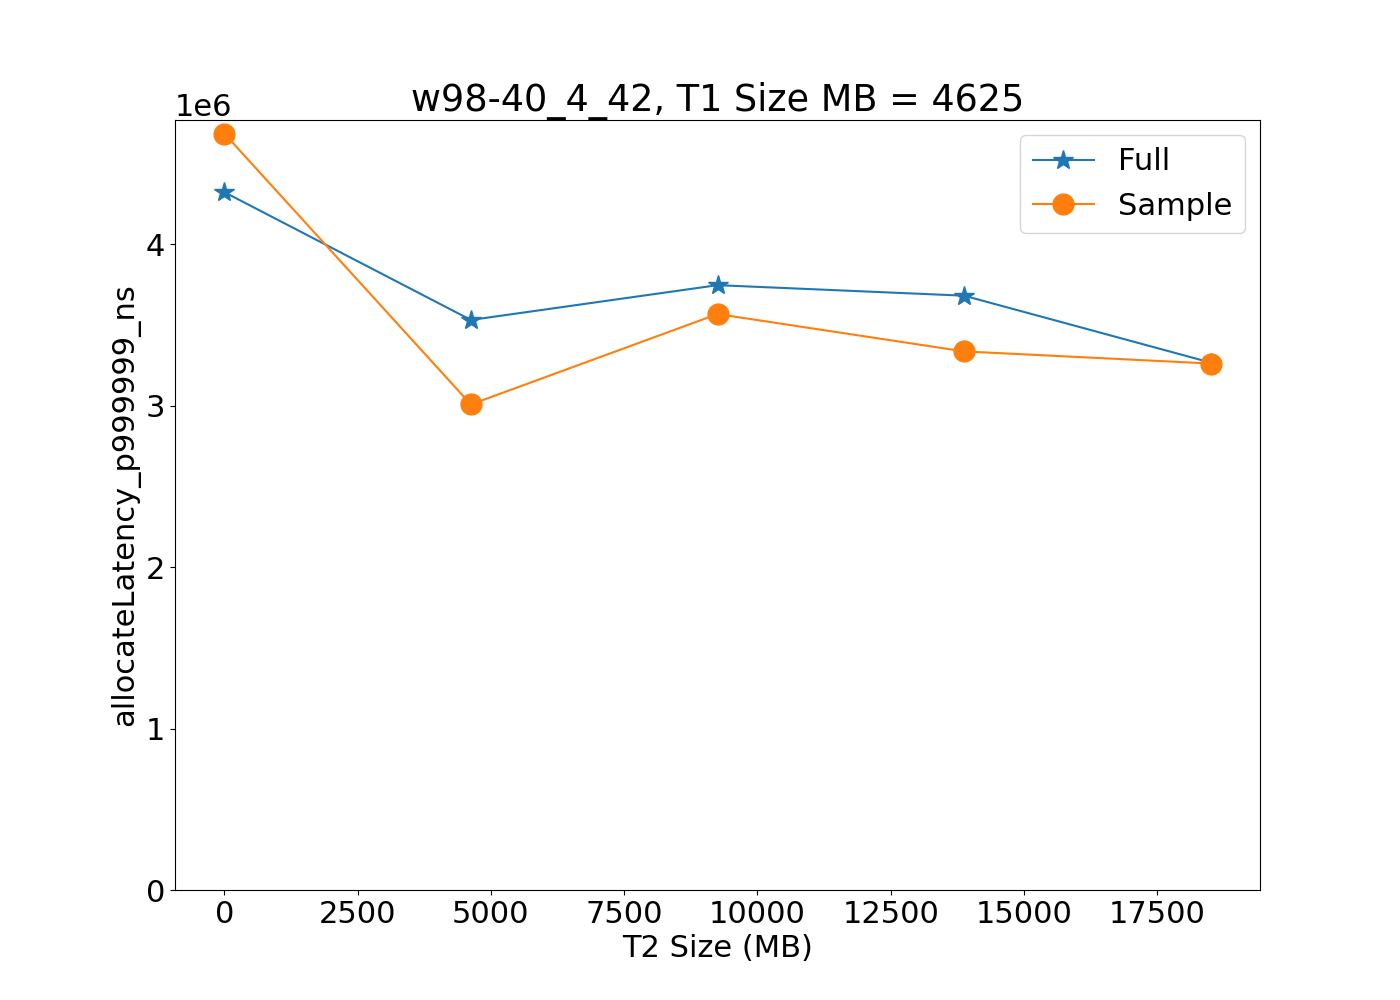 w98-40_4_42, T1 Size MB = 4625
1e6
Full
Sample
4
3
2
1
0
allocateLatency_p999999_ns
0 2500 5000 7500 10000 12500 15000 17500
T2 Size (MB)